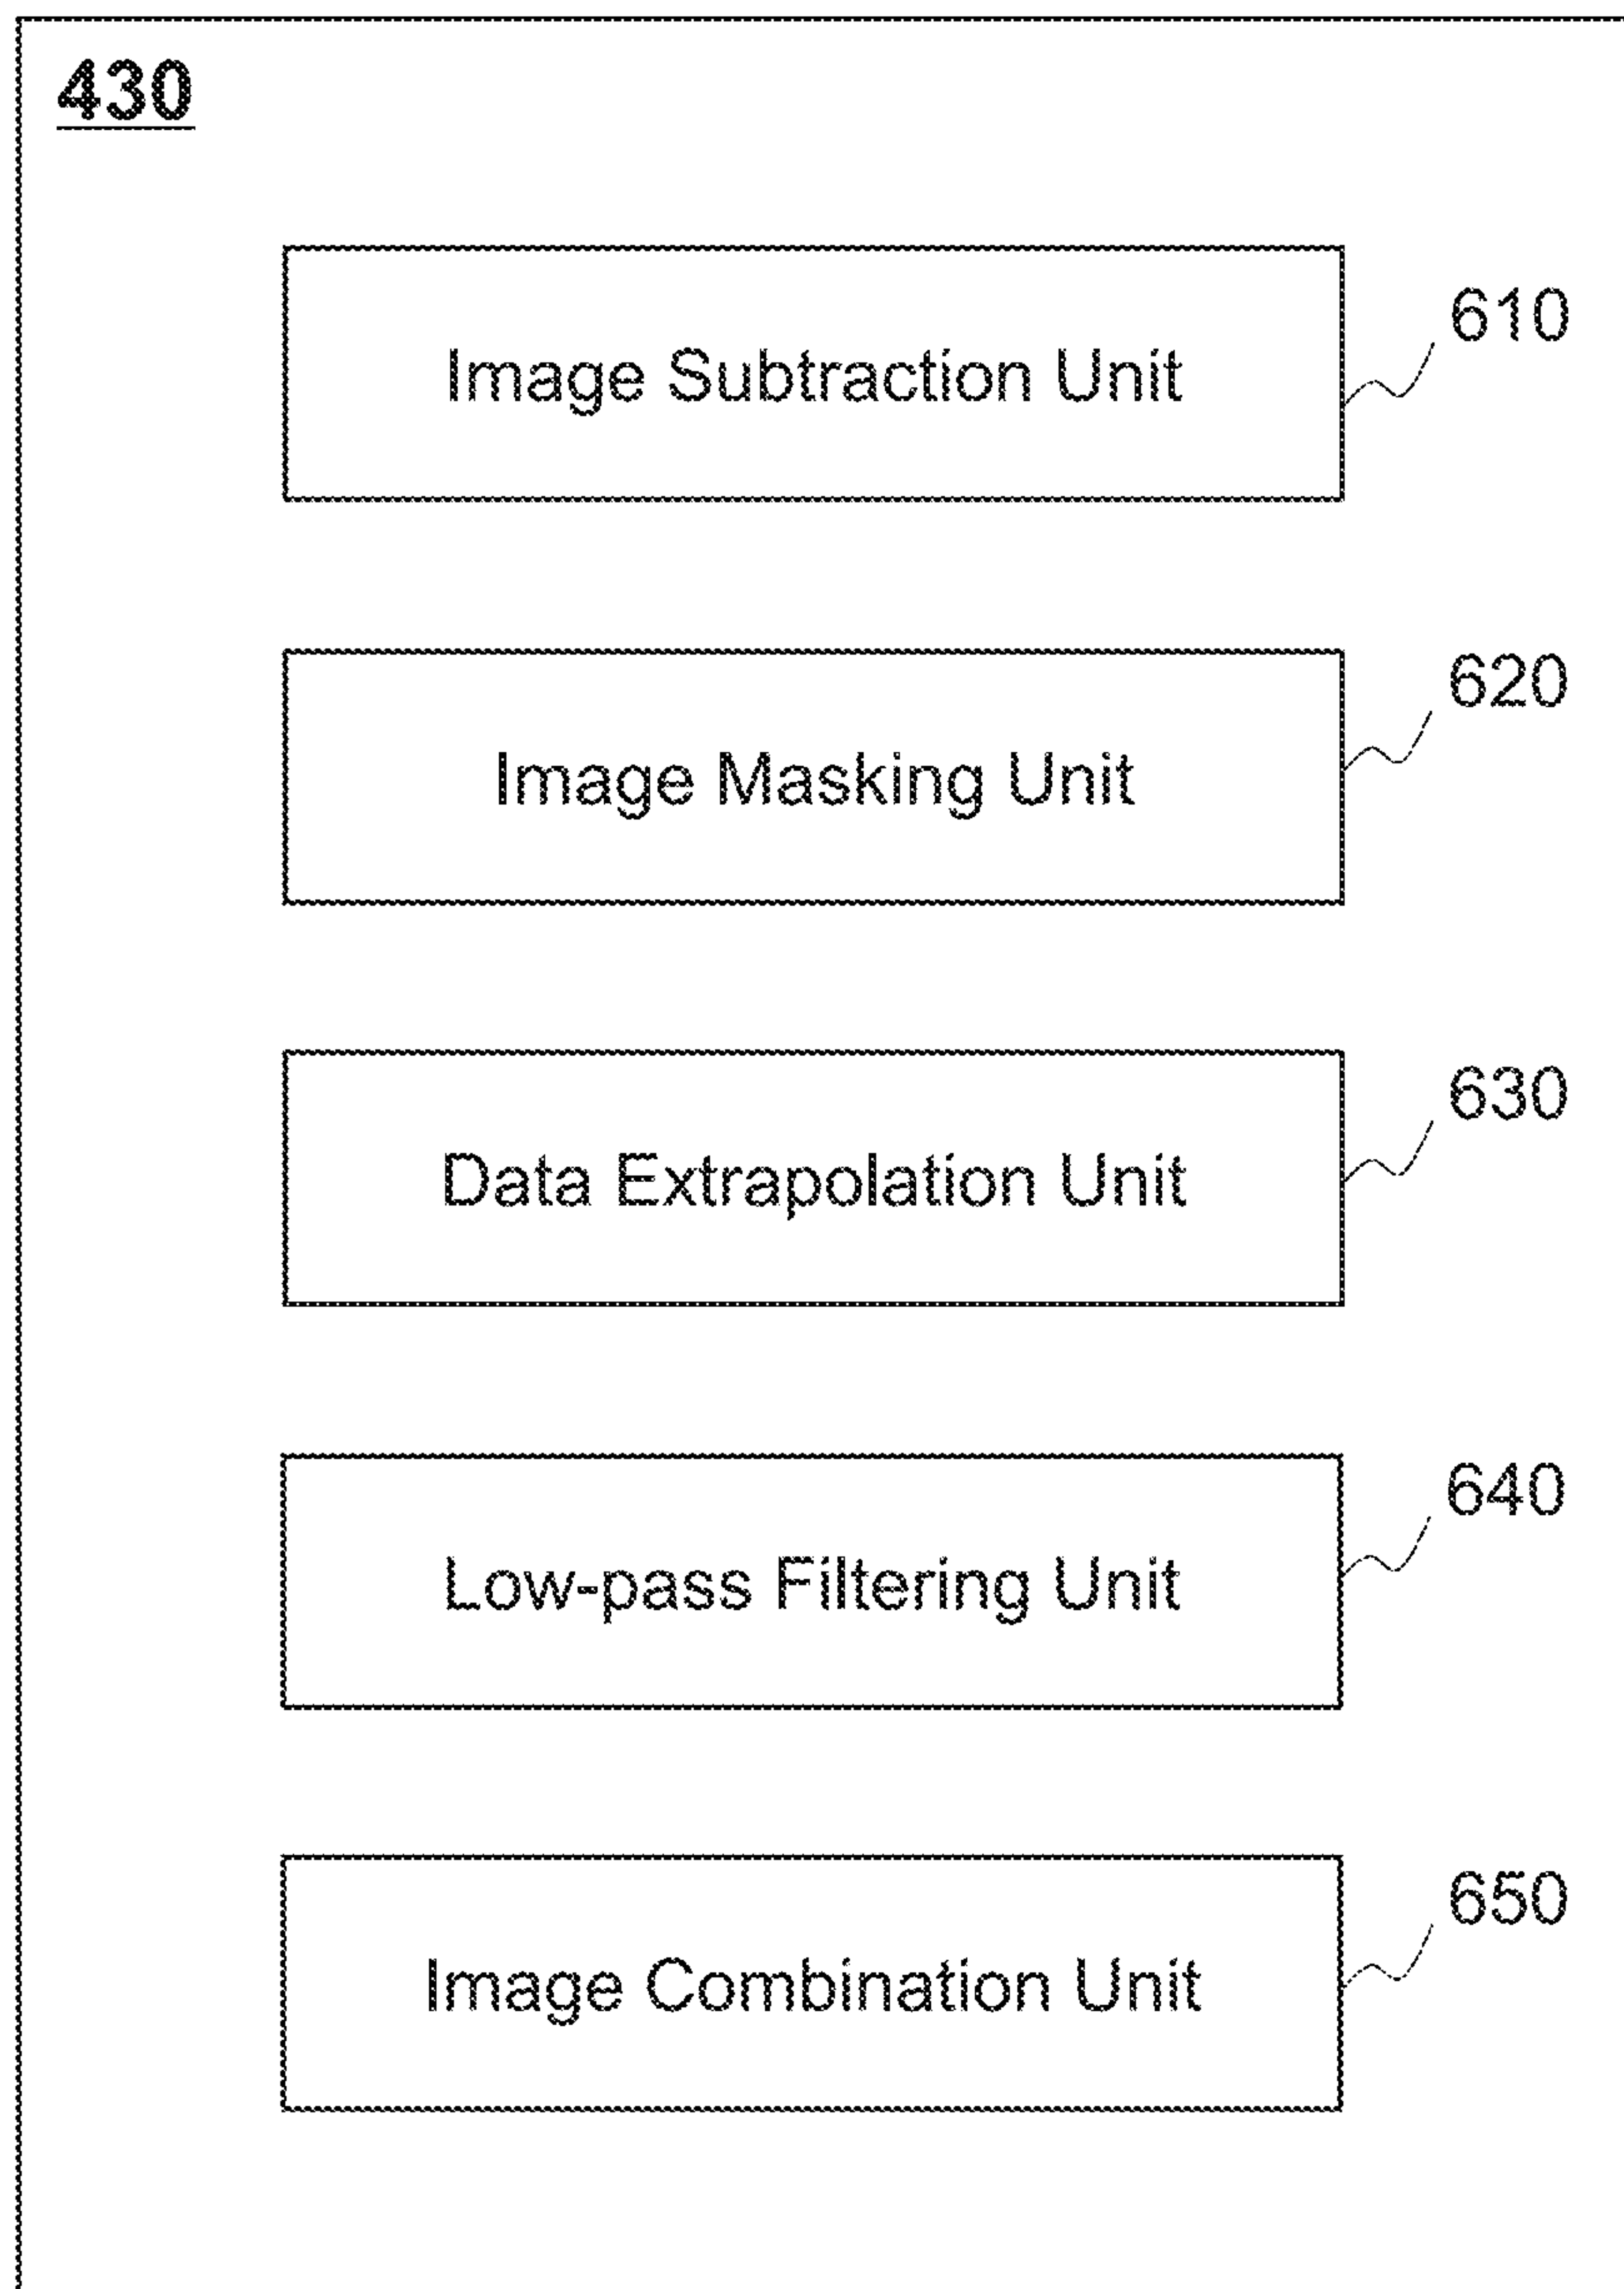 430
Image Subtraction Unit
610
Image Masking Unit
620
Data Extrapolation Unit
630
Low-pass Filtering Unit
640
Image Combination Unit
650